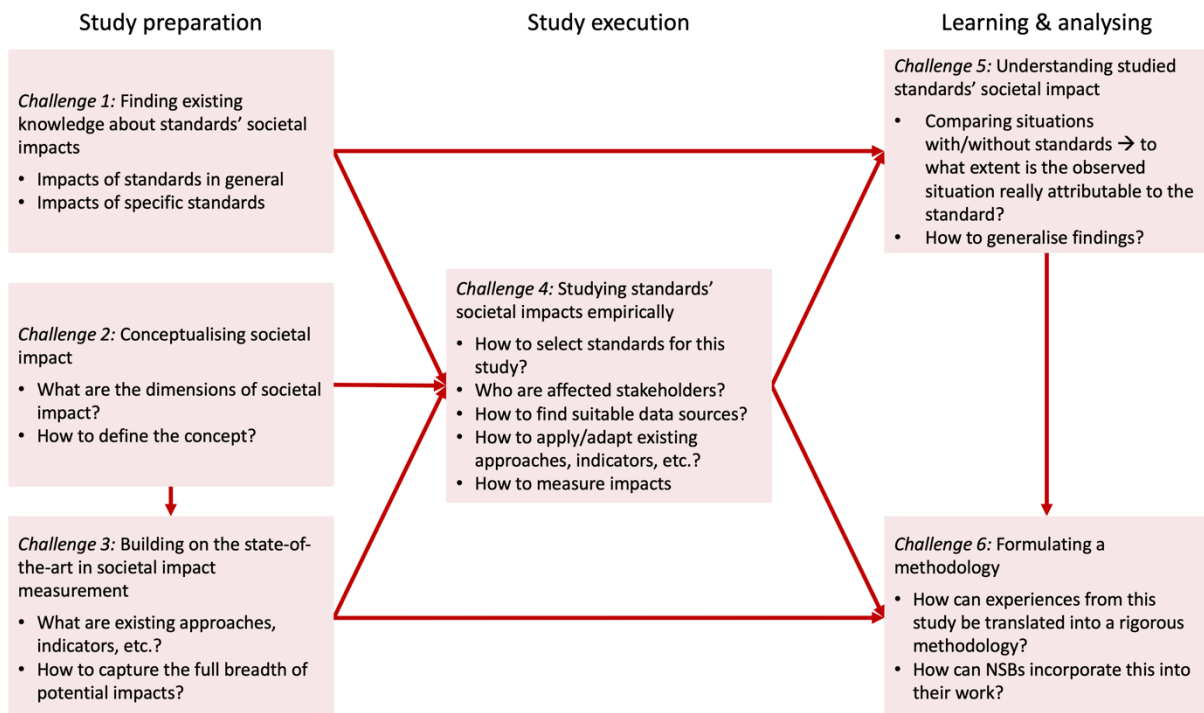 Study preparation
Study execution
Learning & analysing
Challenge 1: Finding existing
knowledge about standards’ societal
impacts
• Impacts of standards in general
• Impacts of specific standards
Challenge 2: Conceptualising societal
impact
• What are the dimensions of societal
impact?
• How to define the concept?
Challenge 3: Building on the state-of-
the-art in societal impact
measurement
• What are existing approaches,
indicators, etc.?
• How to capture the full breadth of
potential impacts?
Challenge 4: Studying standards’
societal impacts empirically
• How to select standards for this
study?
• Who are affected stakeholders?
• How to find suitable data sources?
• How to apply/adapt existing
approaches, indicators, etc.?
• How to measure impacts
Challenge 5: Understanding studied
standards’ societal impact
• Comparing situations
with/without standards → to
what extent is the observed
situation really attributable to the
standard?
• How to generalise findings?
Challenge 6: Formulating a
methodology
• How can experiences from this
study be translated into a rigorous
methodology?
• How can NSBs incorporate this into
their work?